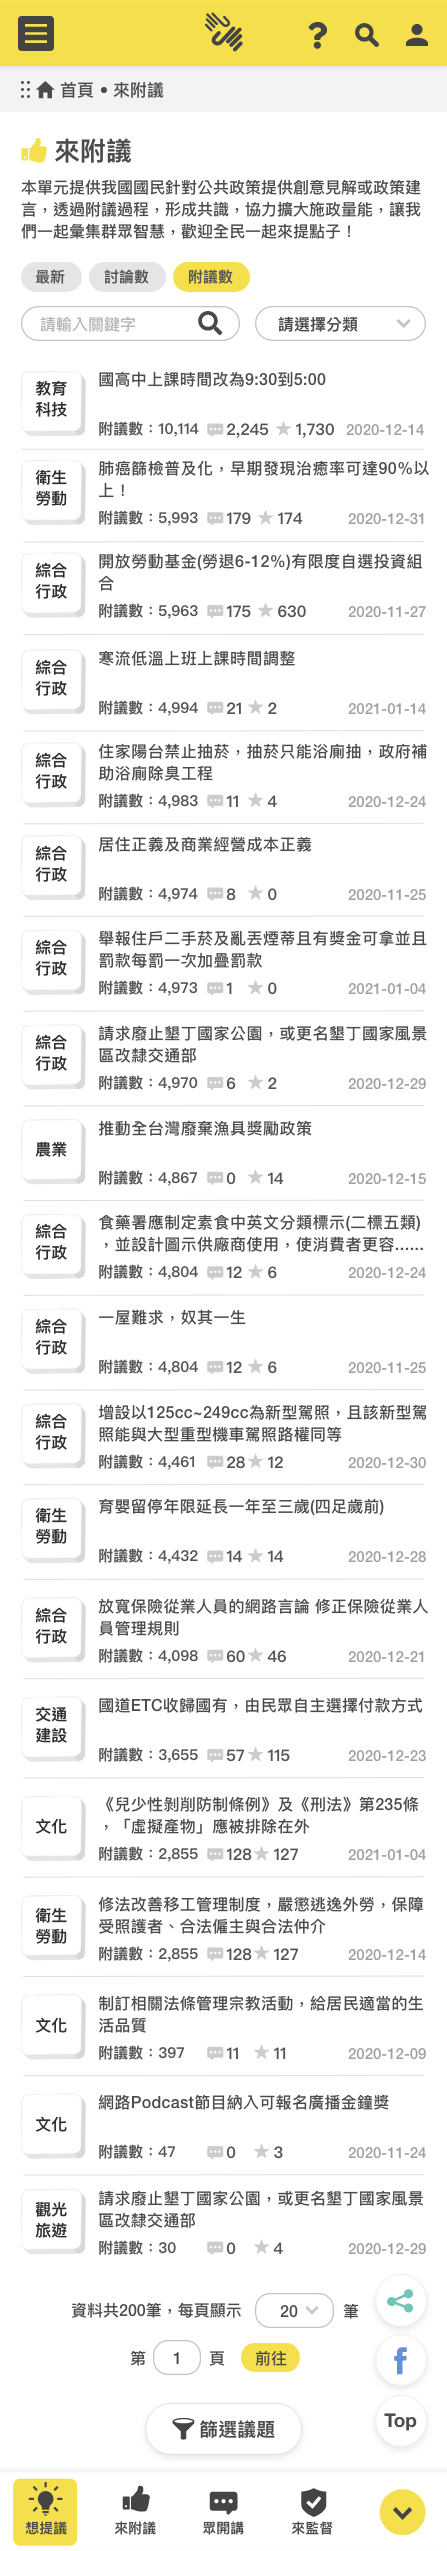 首頁 • 來附議
來附議
本單元提供我國國民針對公共政策提供創意見解或政策建
言，透過附議過程，形成共識，協力擴大施政量能，讓我
們一起彙集群眾智慧，歡迎全民一起來提點子！
最新 討論數 附議數
請輸入關鍵字 請選擇分類
教育
科技
國高中上課時間改為9:30到5:00
附議數：10,114 2,245 1,730 2020-12-14
衛生
勞動
肺癌篩檢普及化，早期發現治癒率可達90%以
上！
附議數：5,993 179 174 2020-12-31
綜合
行政
開放勞動基金(勞退6-12%)有限度自選投資組
合
附議數：5,963 175 630 2020-11-27
綜合
行政
寒流低溫上班上課時間調整
附議數：4,994 21 2 2021-01-14
綜合
行政
住家陽台禁止抽菸，抽菸只能浴廁抽，政府補
助浴廁除臭工程
附議數：4,983 11 4 2020-12-24
綜合
行政
居住正義及商業經營成本正義
附議數：4,974 8 0 2020-11-25
綜合
行政
舉報住戶二手菸及亂丟煙蒂且有獎金可拿並且
罰款每罰一次加疊罰款
附議數：4,973 1 0 2021-01-04
綜合
行政
請求廢止墾丁國家公園，或更名墾丁國家風景
區改隸交通部
附議數：4,970 6 2 2020-12-29
農業
推動全台灣廢棄漁具獎勵政策
附議數：4,867 0 14 2020-12-15
綜合
行政
食藥署應制定素食中英文分類標示(二標五類)
，並設計圖示供廠商使用，使消費者更容......
附議數：4,804 12 6 2020-12-24
綜合
行政
一屋難求，奴其一生
附議數：4,804 12 6 2020-11-25
綜合
行政
增設以125cc~249cc為新型駕照，且該新型駕
照能與大型重型機車駕照路權同等
附議數：4,461 28 12 2020-12-30
衛生
勞動
育嬰留停年限延長一年至三歲(四足歲前)
附議數：4,432 14 14 2020-12-28
綜合
行政
放寬保險從業人員的網路言論 修正保險從業人
員管理規則
附議數：4,098 60 46 2020-12-21
交通
建設
國道ETC收歸國有，由民眾自主選擇付款方式
附議數：3,655 57 115 2020-12-23
文化
《兒少性剝削防制條例》及《刑法》第235條
，「虛擬產物」應被排除在外
附議數：2,855 128 127 2021-01-04
衛生
勞動
修法改善移工管理制度，嚴懲逃逸外勞，保障
受照護者、合法僱主與合法仲介
附議數：2,855 128 127 2020-12-14
文化
制訂相關法條管理宗教活動，給居民適當的生
活品質
附議數：397 11 11 2020-12-09
文化
網路Podcast節目納入可報名廣播金鐘獎
附議數：47 0 3 2020-11-24
觀光
旅遊
請求廢止墾丁國家公園，或更名墾丁國家風景
區改隸交通部
附議數：30 0 4 2020-12-29
資料共200筆，每頁顯示 20 筆
第 1 頁 前往
Top
篩選議題
想提議 來附議 眾開講 來監督